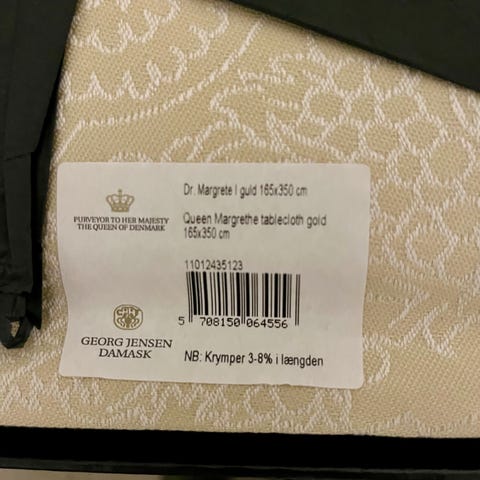 Dr. Margrete I guld 165x350 cm
PURVEYOR TO HER MAJESTY
THE QUEEN OF DENMARK
Queen Margrethe tablecloth gold
165x350 cm
11012435123
5 708150 064556
GEORG JENSEN
DAMASK
NB: Krymper 3-8% i længden